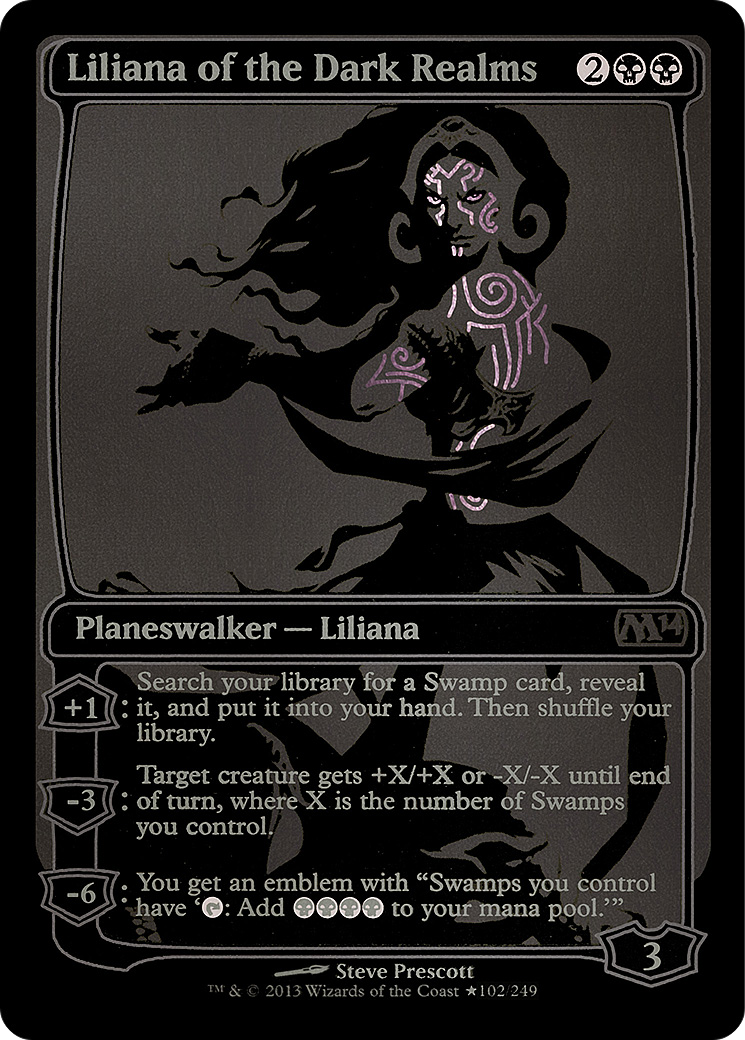 Liliana of the Dark Realms 2
Planeswalker — Liliana M14
+1: Search your library for a Swamp card, reveal
it, and put it into your hand. Then shuffle your
library.
-3: Target creature gets +X/+X or -X/-X until end
of turn, where X is the number of Swamps
you control.
-6: You get an emblem with “Swamps you control
have ‘: Add to your mana pool.’”
3
Steve Prescott
™ & © 2013 Wizards of the Coast ★102/249